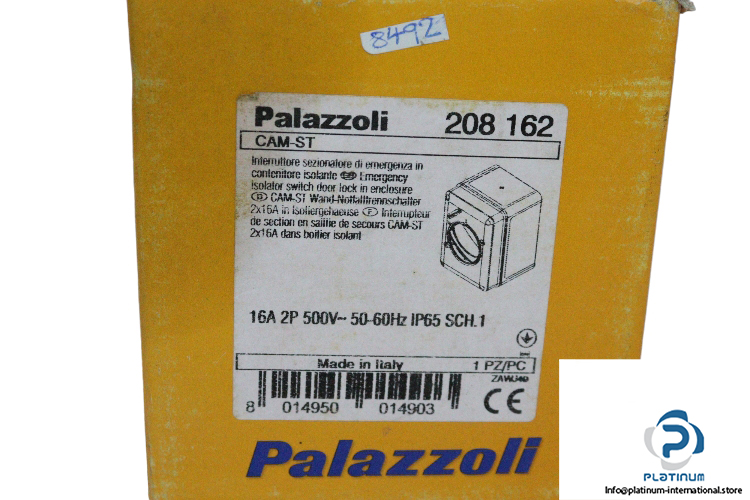 8492
Palazzoli 208 162
CAM-ST
Interruttore sezionatore di emergenza in
contenitore isolante GB Emergency
isolator switch door lock in enclosure
D CAM-ST Wand-Notfalltrennschalter
2x16A in Isoliergehaeuse F Interrupteur
de section en saillie de secours CAM-ST
2x16A dans boitier isolant
16A 2P 500V~ 50-60Hz IP65 SCH.1
Made in Italy 1 PZ/PC
8 014950 014903
CE
Palazzoli
PLATINUM
Info@platinum-international.store